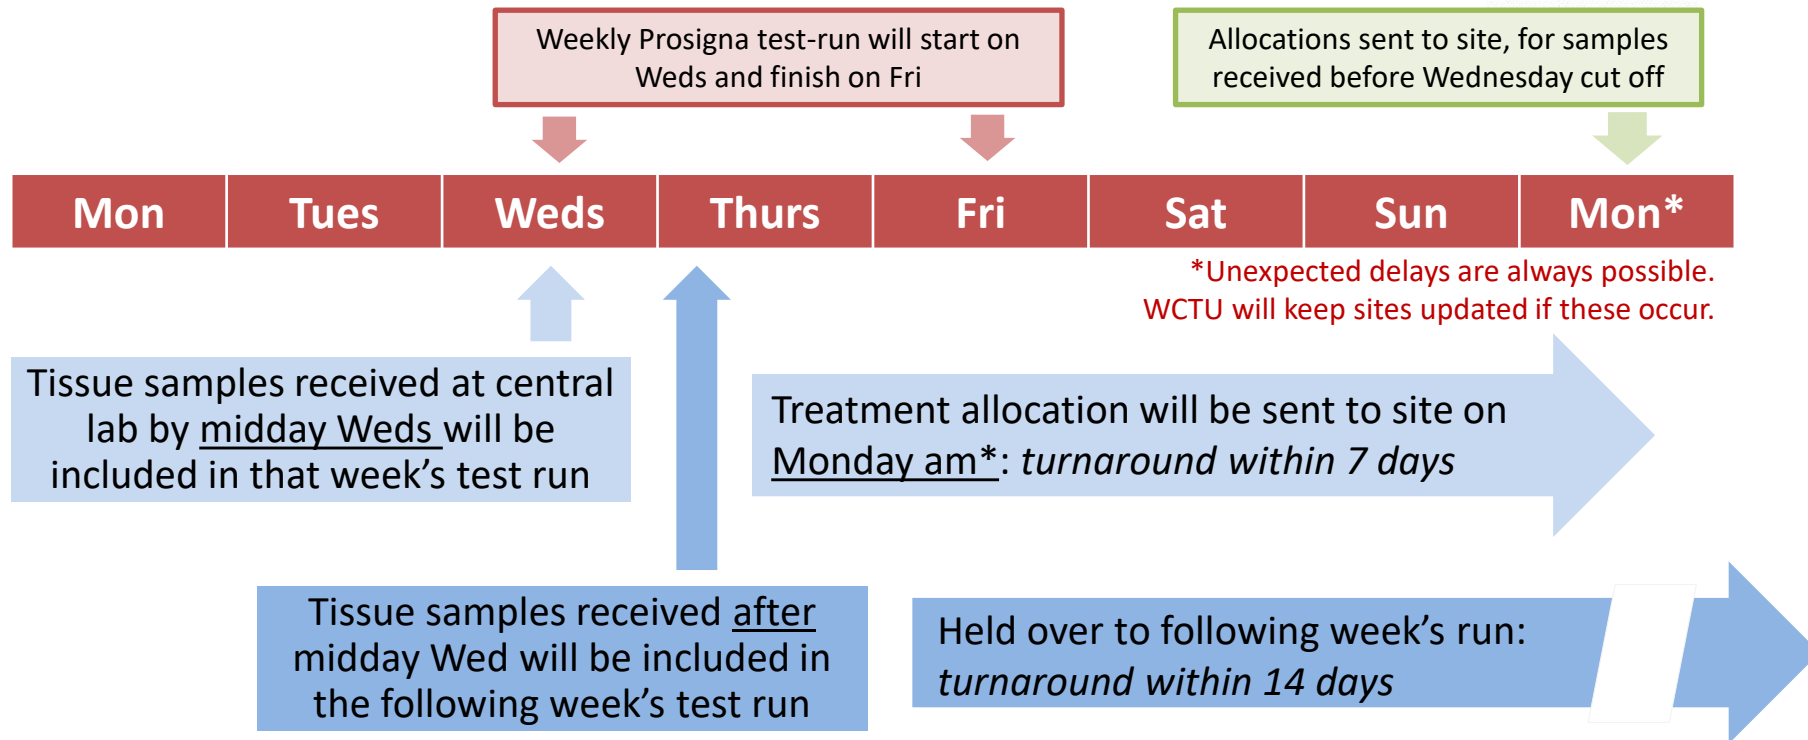 Weekly Prosigna test-run will start on
Weds and finish on Fri
Allocations sent to site, for samples
received before Wednesday cut off
Mon Tues Weds Thurs Fri Sat Sun Mon*
*Unexpected delays are always possible.
WCTU will keep sites updated if these occur.
Tissue samples received at central
lab by midday Weds will be
included in that week’s test run
Treatment allocation will be sent to site on
Monday am*: turnaround within 7 days
Tissue samples received after
midday Wed will be included in
the following week’s test run
Held over to following week’s run:
turnaround within 14 days